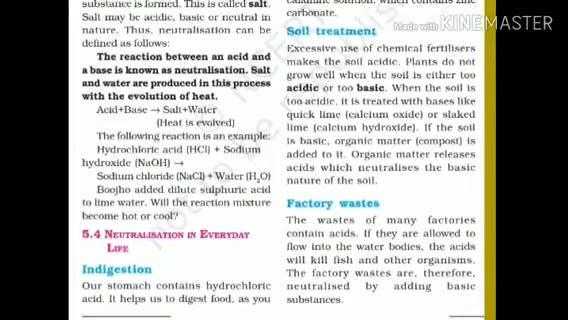 substance is formed. This is called salt.
Salt may be acidic, basic or neutral in
nature. Thus, neutralisation can be
defined as follows:
The reaction between an acid and
a base is known as neutralisation. Salt
and water are produced in this process
with the evolution of heat.
Acid+Base → Salt+Water
(Heat is evolved)
The following reaction is an example:
Hydrochloric acid (HCl) + Sodium
hydroxide (NaOH) →
Sodium chloride (NaCl) + Water (H₂O)
Boojho added dilute sulphuric acid
to lime water. Will the reaction mixture
become hot or cool?
5.4 NEUTRALISATION IN EVERYDAY
LIFE
Indigestion
Our stomach contains hydrochloric
acid. It helps us to digest food, as you
calamine solution, which contains zinc
carbonate.
Made with KINEMASTER
Soil treatment
Excessive use of chemical fertilisers
makes the soil acidic. Plants do not
grow well when the soil is either too
acidic or too basic. When the soil is
too acidic, it is treated with bases like
quick lime (calcium oxide) or slaked
lime (calcium hydroxide). If the soil
is basic, organic matter (compost) is
added to it. Organic matter releases
acids which neutralises the basic
nature of the soil.
Factory wastes
The wastes of many factories
contain acids. If they are allowed to
flow into the water bodies, the acids
will kill fish and other organisms.
The factory wastes are, therefore,
neutralised by adding basic
substances.